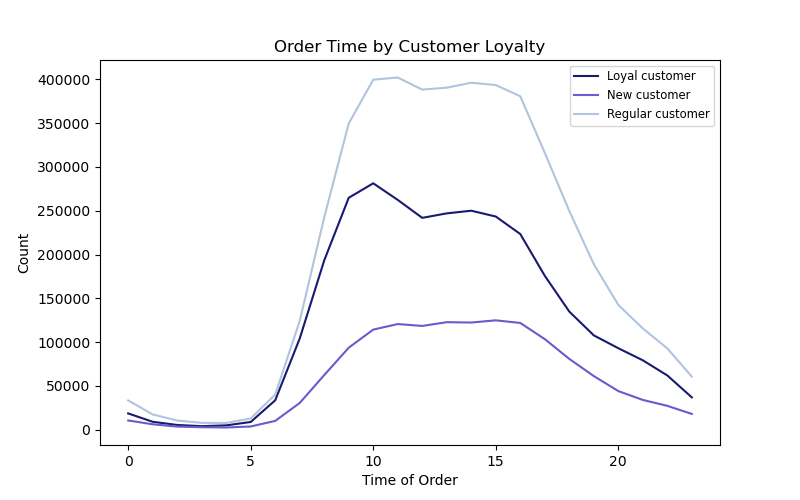 Order Time by Customer Loyalty
400000
350000
300000
250000
200000
150000
100000
50000
0
Count
Loyal customer
New customer
Regular customer
0 5 10 15 20
Time of Order